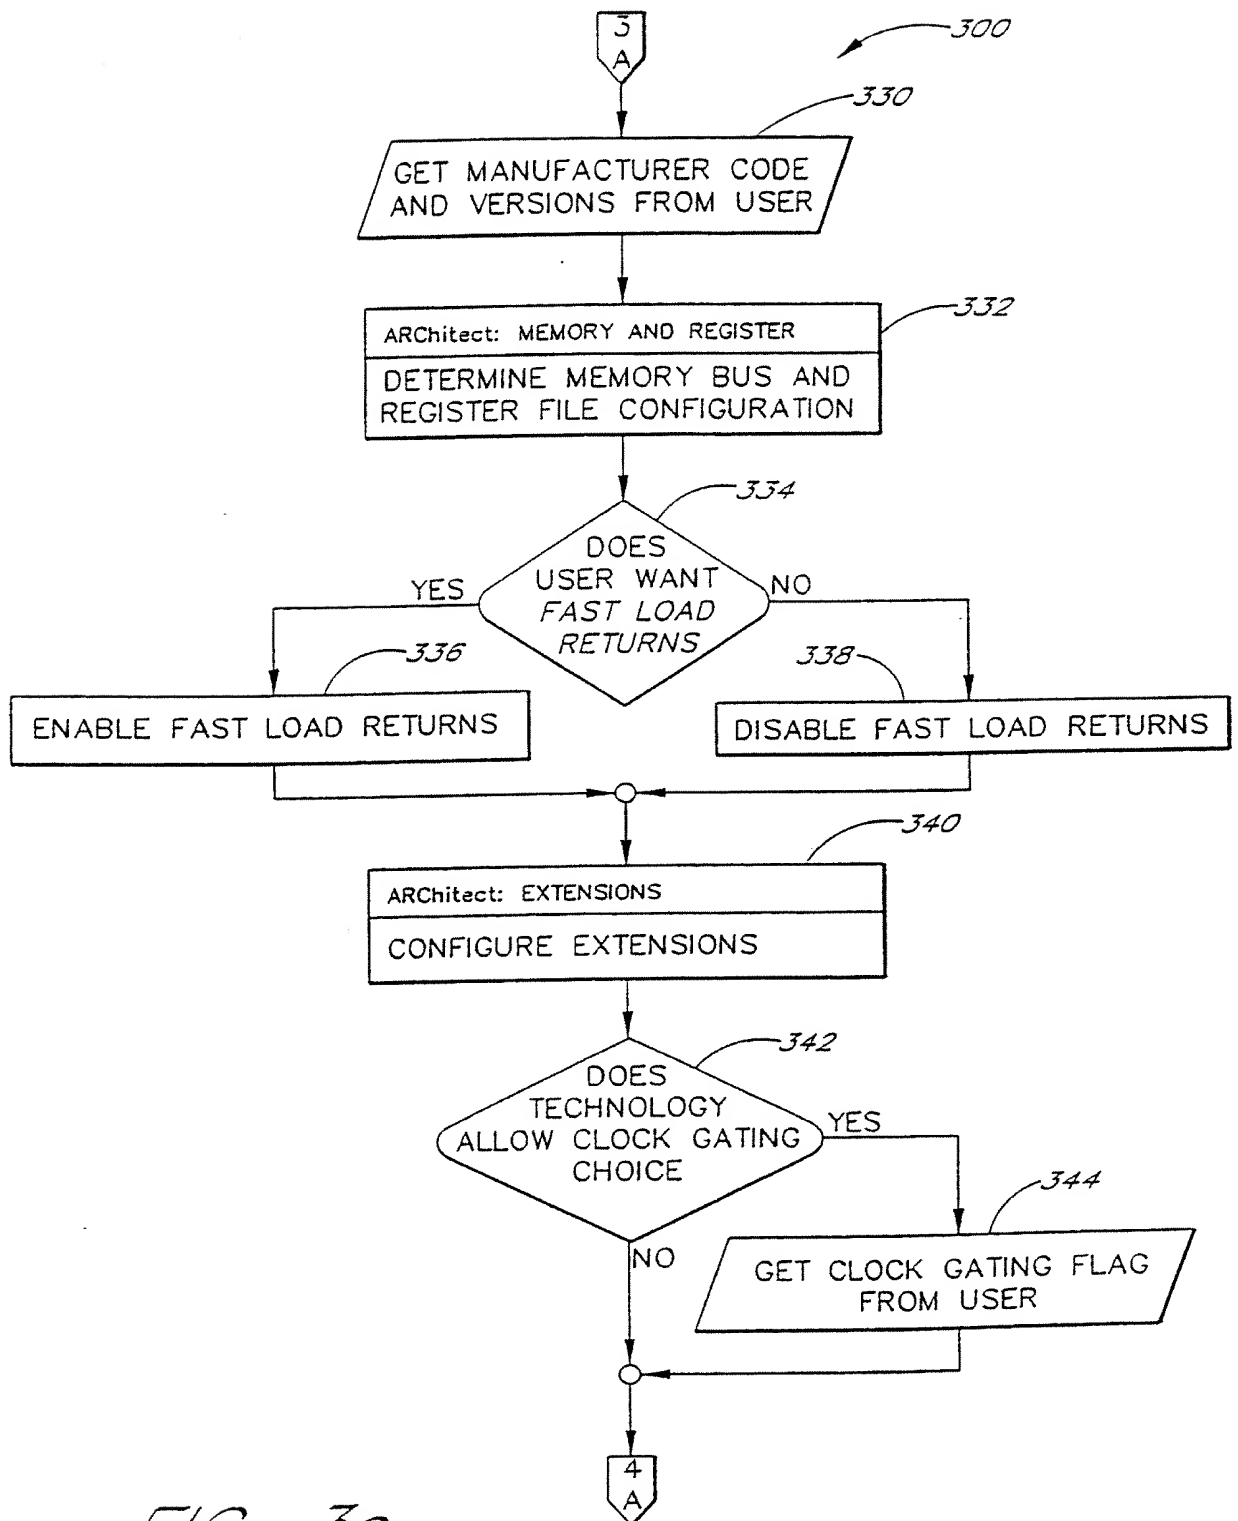 3
A
300
330
GET MANUFACTURER CODE
AND VERSIONS FROM USER
332
ARChitect: MEMORY AND REGISTER
DETERMINE MEMORY BUS AND
REGISTER FILE CONFIGURATION
334
DOES
USER WANT
FAST LOAD
RETURNS
YES
NO
336
338
ENABLE FAST LOAD RETURNS
DISABLE FAST LOAD RETURNS
340
ARChitect: EXTENSIONS
CONFIGURE EXTENSIONS
342
DOES
TECHNOLOGY
ALLOW CLOCK GATING
CHOICE
YES
344
NO
GET CLOCK GATING FLAG
FROM USER
4
A